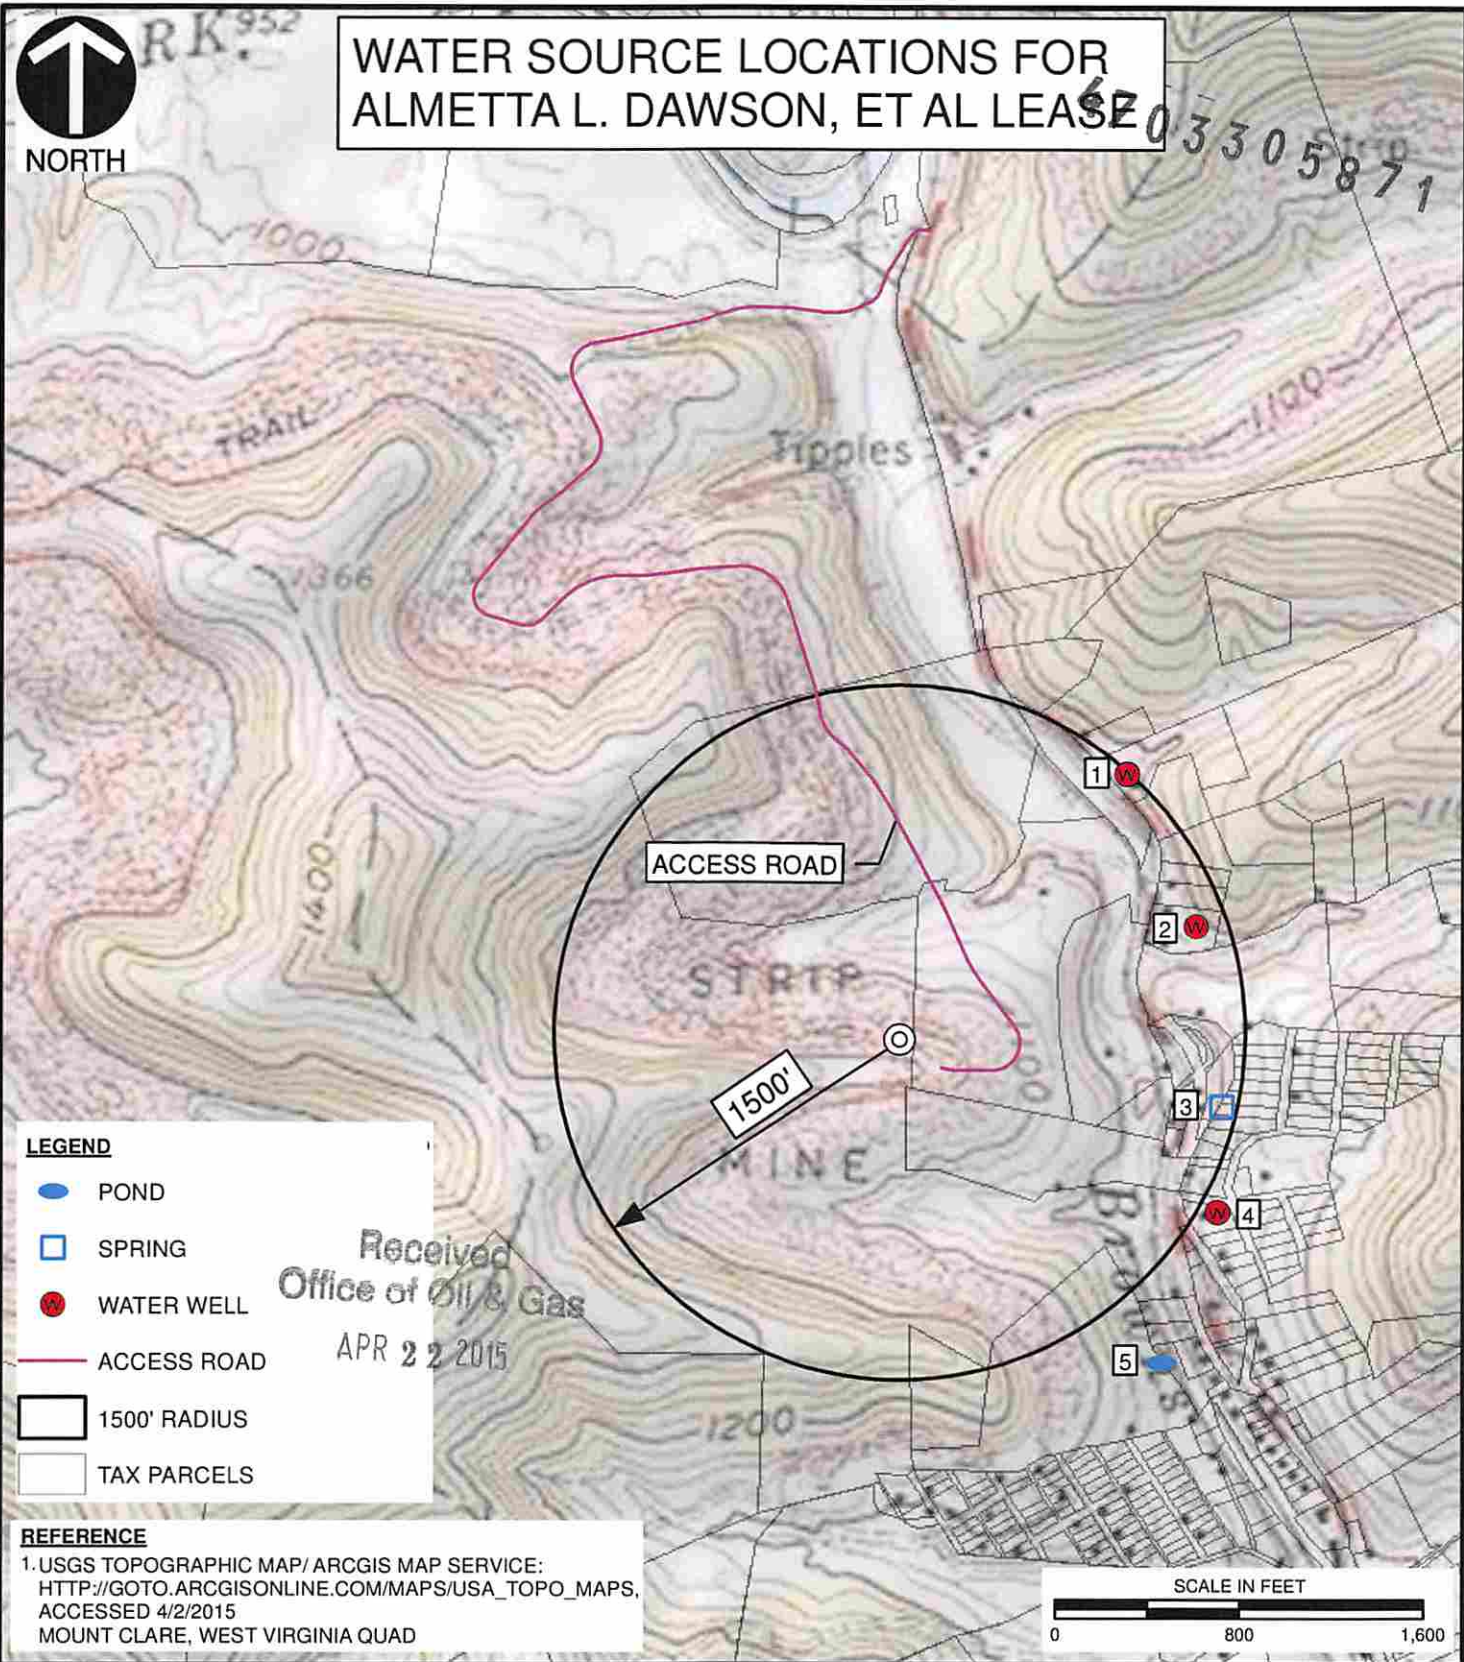 RK. 952
NORTH
WATER SOURCE LOCATIONS FOR
ALMETTA L. DAWSON, ET AL LEASE
4703305871
Strip
1000
TRAIL
1100
Tipples
1366
1
ACCESS ROAD
1400
2
STRIP
1500'
3
MINE
4
5
1200
LEGEND
POND
SPRING
W WATER WELL
ACCESS ROAD
1500' RADIUS
TAX PARCELS
Received
Office of Oil & Gas
APR 22 2015
REFERENCE
1. USGS TOPOGRAPHIC MAP/ ARCGIS MAP SERVICE:
HTTP://GOTO.ARCGISONLINE.COM/MAPS/USA_TOPO_MAPS,
ACCESSED 4/2/2015
MOUNT CLARE, WEST VIRGINIA QUAD
SCALE IN FEET
0 800 1,600